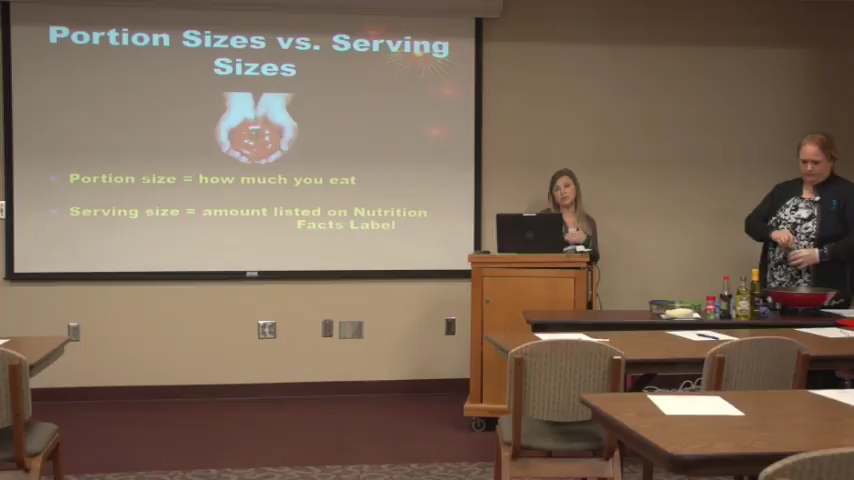 Portion Sizes vs. Serving
Sizes
Portion size = how much you eat
Serving size = amount listed on Nutrition
Facts Label